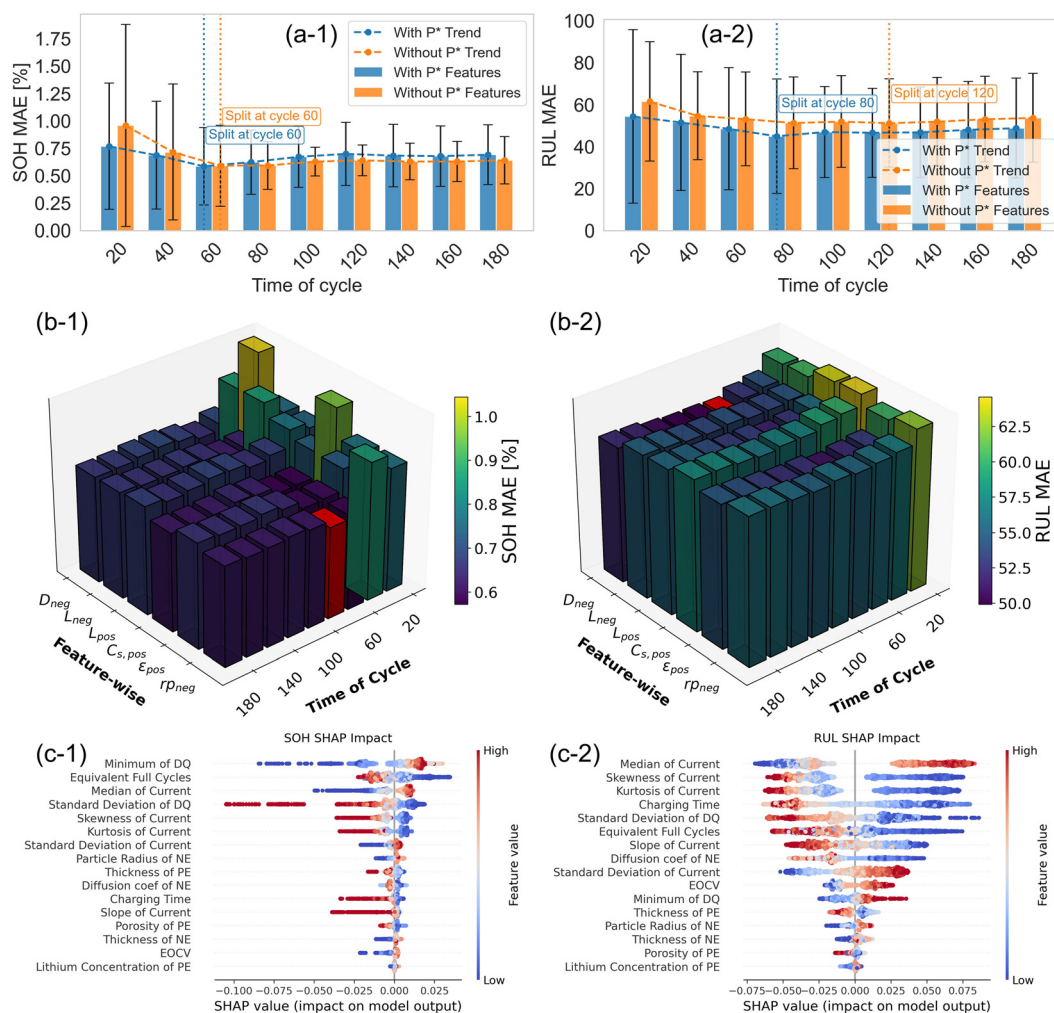 (a-1)
SOH MAE [%]
1.75
1.50
1.25
1.00
0.75
0.50
0.25
0.00
With P* Trend
Without P* Trend
With P* Features
Without P* Features
Split at cycle 60
Split at cycle 60
20 40 60 80 100 120 140 160 180
Time of cycle
(a-2)
RUL MAE
100
80
60
40
20
0
Split at cycle 80
Split at cycle 120
With P* Trend
Without P* Trend
With P* Features
Without P* Features
20 40 60 80 100 120 140 160 180
Time of cycle
(b-1)
1.0
0.9
0.8
0.7
0.6
SOH MAE [%]
D_neg
L_neg
L_pos
C_s, pos
ε_pos
rp_neg
Feature-wise
180 140 100 60 20
Time of Cycle
(b-2)
62.5
60.0
57.5
55.0
52.5
50.0
RUL MAE
D_neg
L_neg
L_pos
C_s, pos
ε_pos
rp_neg
Feature-wise
180 140 100 60 20
Time of Cycle
(c-1)
SOH SHAP Impact
Minimum of DQ
Equivalent Full Cycles
Median of Current
Standard Deviation of DQ
Skewness of Current
Kurtosis of Current
Standard Deviation of Current
Particle Radius of NE
Thickness of PE
Diffusion coef of NE
Charging Time
Slope of Current
Porosity of PE
Thickness of NE
EOCV
Lithium Concentration of PE
−0.100 −0.075 −0.050 −0.025 0.000 0.025
SHAP value (impact on model output)
High
Feature value
Low
(c-2)
RUL SHAP Impact
Median of Current
Skewness of Current
Kurtosis of Current
Charging Time
Standard Deviation of DQ
Equivalent Full Cycles
Slope of Current
Diffusion coef of NE
Standard Deviation of Current
EOCV
Minimum of DQ
Thickness of PE
Particle Radius of NE
Thickness of NE
Porosity of PE
Lithium Concentration of PE
−0.075 −0.050 −0.025 0.000 0.025 0.050 0.075
SHAP value (impact on model output)
High
Feature value
Low